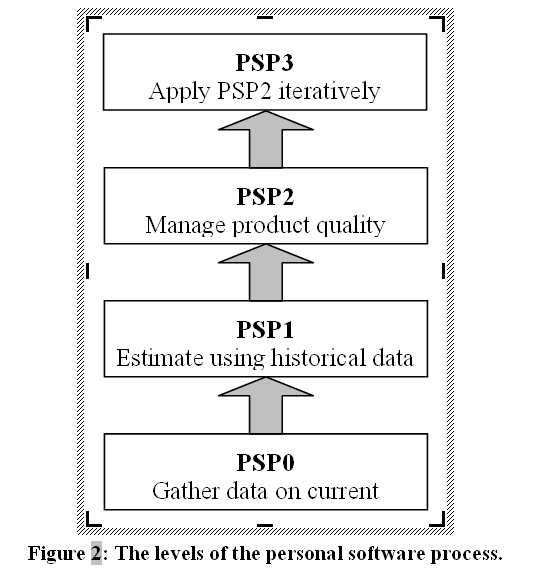 PSP3
Apply PSP2 iteratively
PSP2
Manage product quality
PSP1
Estimate using historical data
PSP0
Gather data on current
Figure 2: The levels of the personal software process.